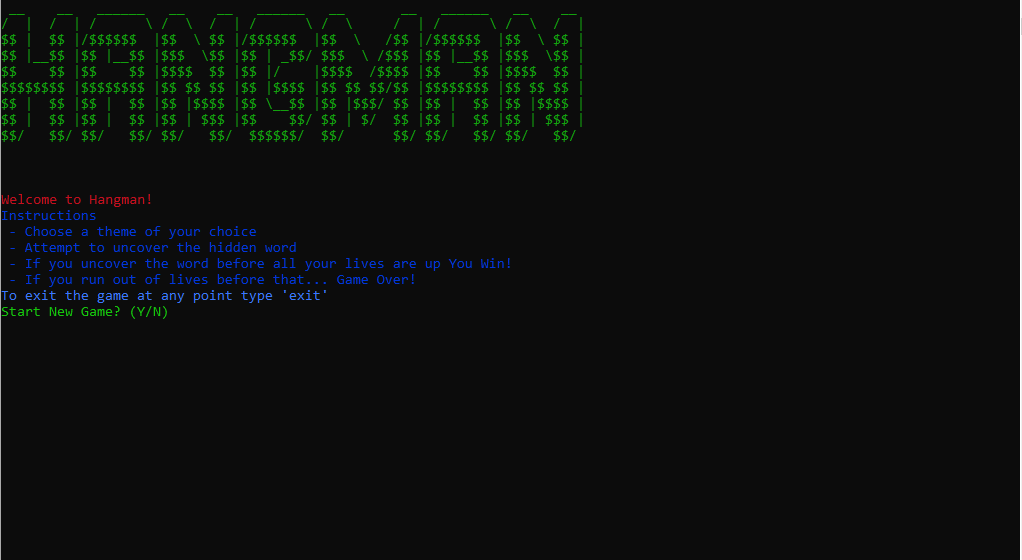 __    __   ______   __    __   ______   __       __   ______   __    __
/  |  /  | /      \ /  \  /  | /      \ /  \     /  | /      \ /  \  /  |
$$ |  $$ |/$$$$$$  |$$  \ $$ |/$$$$$$  |$$  \   /$$ |/$$$$$$  |$$  \ $$ |
$$ |__$$ |$$ |__$$ |$$$  \$$ |$$ | _$$/ $$$  \ /$$$ |$$ |__$$ |$$$  \$$ |
$$    $$ |$$    $$ |$$$$  $$ |$$ |/    |$$$$  /$$$$ |$$    $$ |$$$$  $$ |
$$$$$$$$ |$$$$$$$$ |$$ $$ $$ |$$ |$$$$ |$$ $$ $$/$$ |$$$$$$$$ |$$ $$ $$ |
$$ |  $$ |$$ |  $$ |$$ |$$$$ |$$ \__$$ |$$ |$$$/ $$ |$$ |  $$ |$$ |$$$$ |
$$ |  $$ |$$ |  $$ |$$ | $$$ |$$    $$/ $$ | $/  $$ |$$ |  $$ |$$ | $$$ |
$$/   $$/ $$/   $$/ $$/   $$/  $$$$$$/  $$/      $$/ $$/   $$/ $$/   $$/
Welcome to Hangman!
Instructions
 - Choose a theme of your choice
 - Attempt to uncover the hidden word
 - If you uncover the word before all your lives are up You Win!
 - If you run out of lives before that... Game Over!
To exit the game at any point type 'exit'
Start New Game? (Y/N)